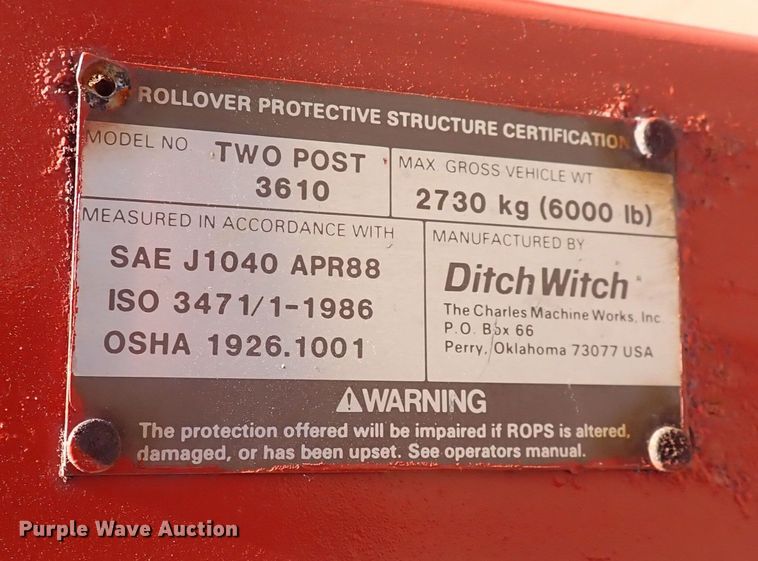 ROLLOVER PROTECTIVE STRUCTURE CERTIFICATION
MODEL NO TWO POST
3610
MAX GROSS VEHICLE WT
2730 kg (6000 lb)
MEASURED IN ACCORDANCE WITH
SAE J1040 APR88
ISO 3471/1-1986
OSHA 1926.1001
MANUFACTURED BY
Ditch Witch
The Charles Machine Works, Inc.
P.O. Box 66
Perry, Oklahoma 73077 USA
⚠WARNING
The protection offered will be impaired if ROPS is altered,
damaged, or has been upset. See operators manual.
Purple Wave Auction